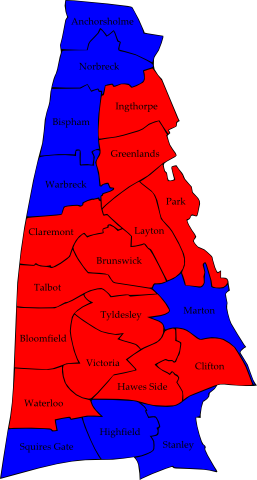 Anchorsholme
Norbreck
Bispham
Ingthorpe
Greenlands
Warbreck
Park
Claremont
Layton
Brunswick
Talbot
Marton
Tyldesley
Bloomfield
Victoria
Clifton
Hawes Side
Waterloo
Highfield
Squires Gate
Stanley